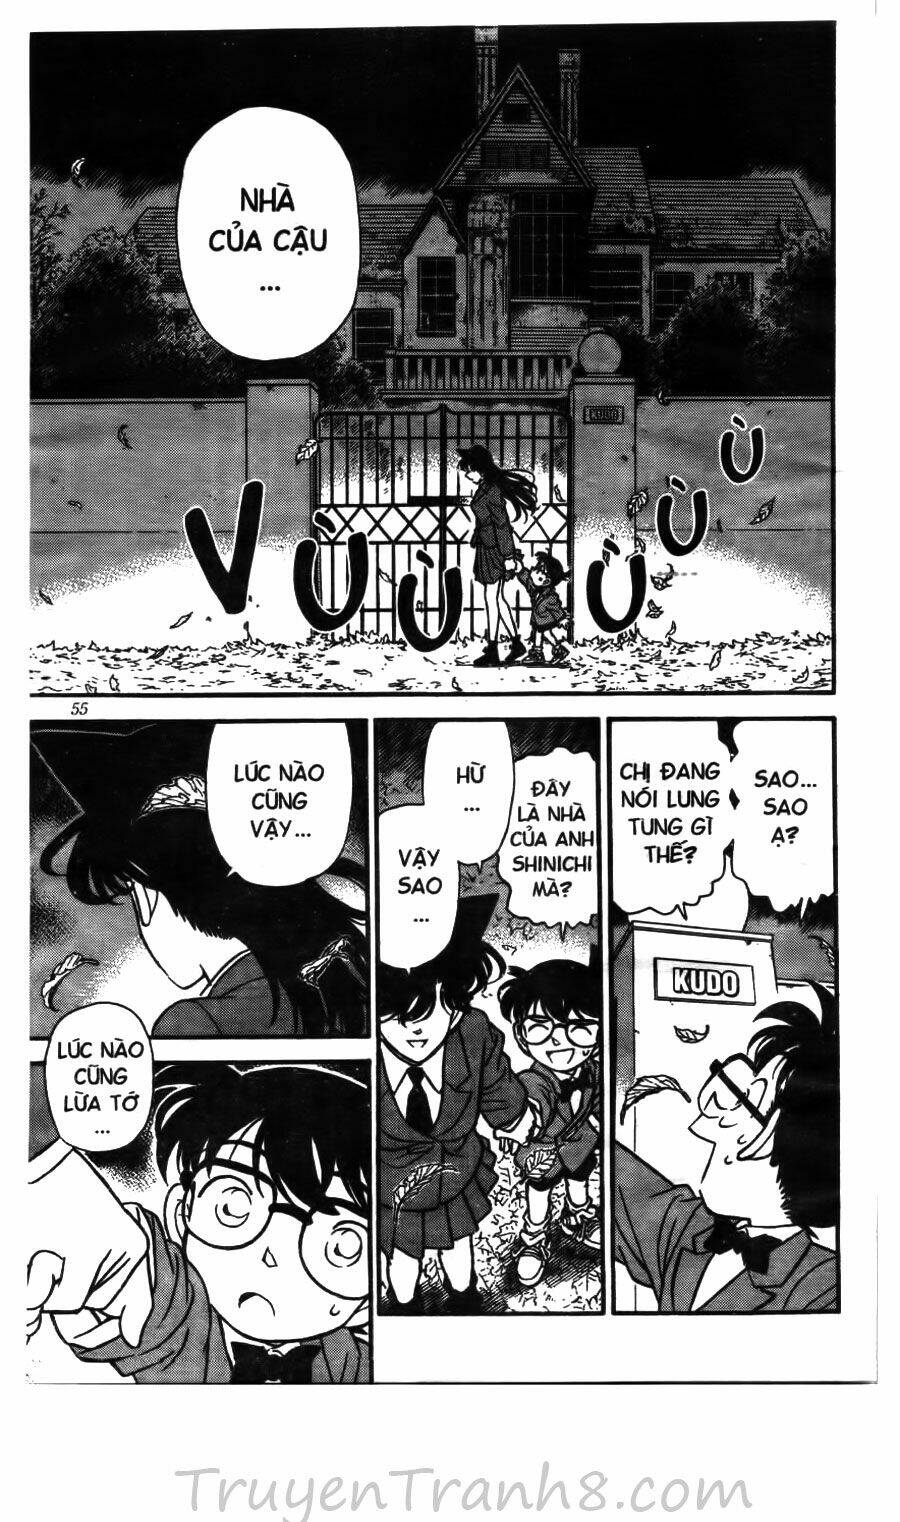 NHÀ
CỦA CẬU
...
KUDO
VÙÙÙÙÙ
55
SAO...
SAO
Ạ?
CHỊ ĐANG
NÓI LUNG
TUNG GÌ
THẾ?
KUDO
ĐÂY
LÀ NHÀ
CỦA ANH
SHINICHI
MÀ?
HỪ
...
VẬY
SAO
...
LÚC NÀO
CŨNG
VẬY...
LÚC NÀO
CŨNG
LỪA TỚ
...
TruyenTranh8.com